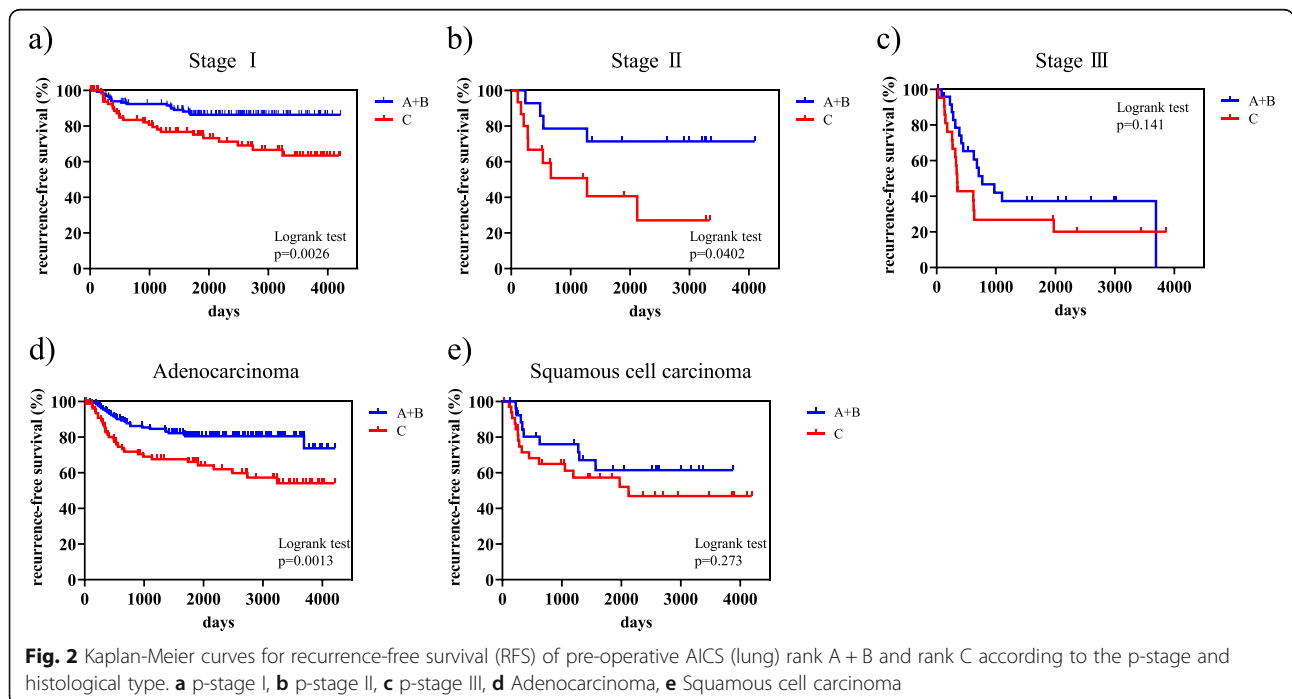 a)
Stage Ⅰ
recurrence-free survival (%)
100
80
60
40
20
0
0 1000 2000 3000 4000
days
A+B
C
Logrank test
p=0.0026
b)
Stage Ⅱ
recurrence-free survival (%)
100
80
60
40
20
0
0 1000 2000 3000 4000
days
A+B
C
Logrank test
p=0.0402
c)
Stage Ⅲ
recurrence-free survival (%)
100
80
60
40
20
0
0 1000 2000 3000 4000
days
A+B
C
Logrank test
p=0.141
d)
Adenocarcinoma
recurrence-free survival (%)
100
80
60
40
20
0
0 1000 2000 3000 4000
days
A+B
C
Logrank test
p=0.0013
e)
Squamous cell carcinoma
recurrence-free survival (%)
100
80
60
40
20
0
0 1000 2000 3000 4000
days
A+B
C
Logrank test
p=0.273
Fig. 2 Kaplan-Meier curves for recurrence-free survival (RFS) of pre-operative AICS (lung) rank A + B and rank C according to the p-stage and
histological type. a p-stage I, b p-stage II, c p-stage III, d Adenocarcinoma, e Squamous cell carcinoma